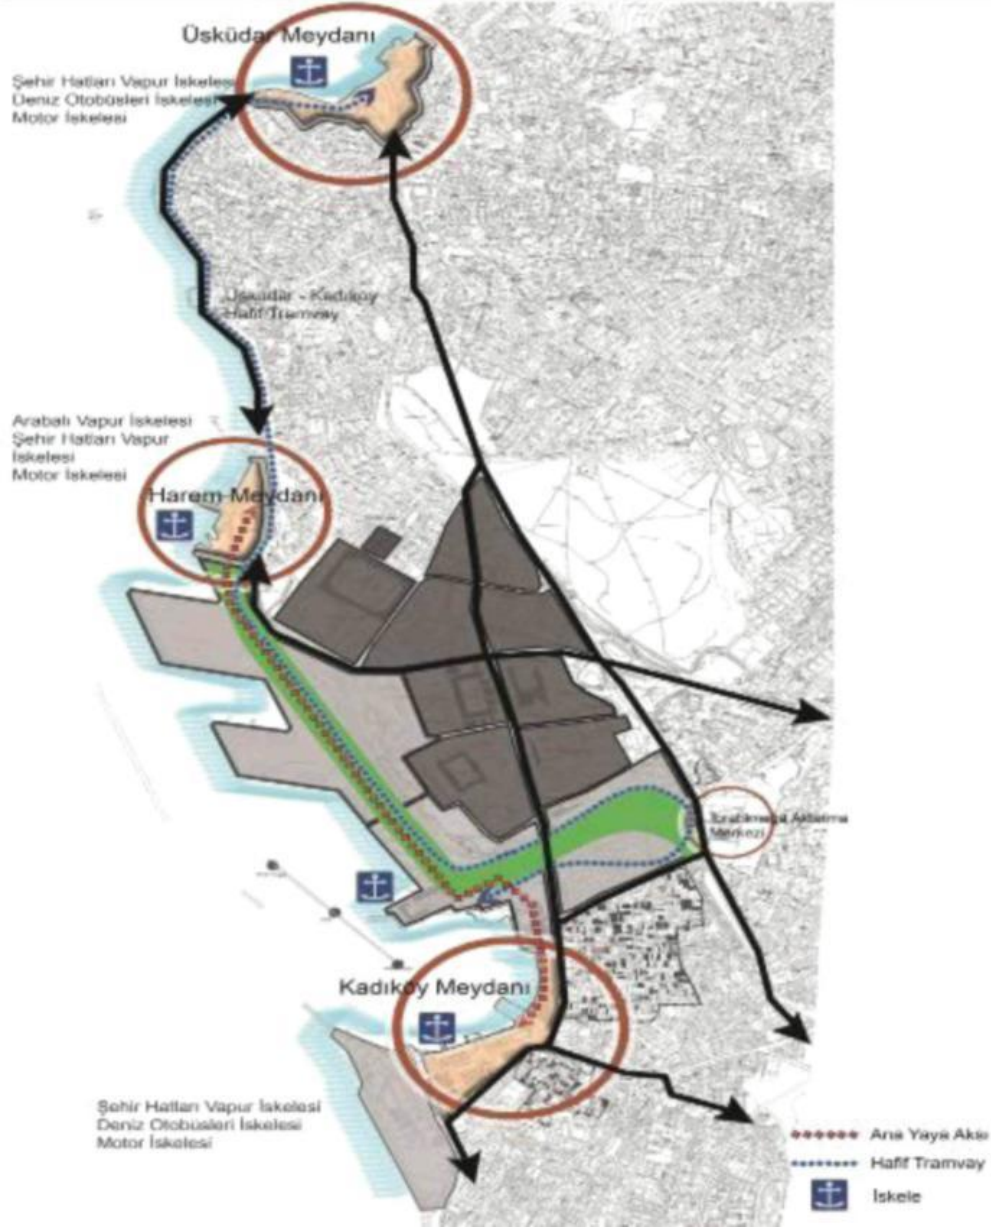 Üsküdar Meydanı
Şehir Hatları Vapur İskelesi
Deniz Otobüsleri İskelesi
Motor İskelesi
Üsküdar - Kadıköy
Hafif Tramvay
Arabalı Vapur İskelesi
Şehir Hatları Vapur
İskelesi
Motor İskelesi
Harem Meydanı
İbrahimağa Aktarma
Merkezi
Kadıköy Meydanı
Şehir Hatları Vapur İskelesi
Deniz Otobüsleri İskelesi
Motor İskelesi
Ana Yaya Aksı
Hafif Tramvay
İskele